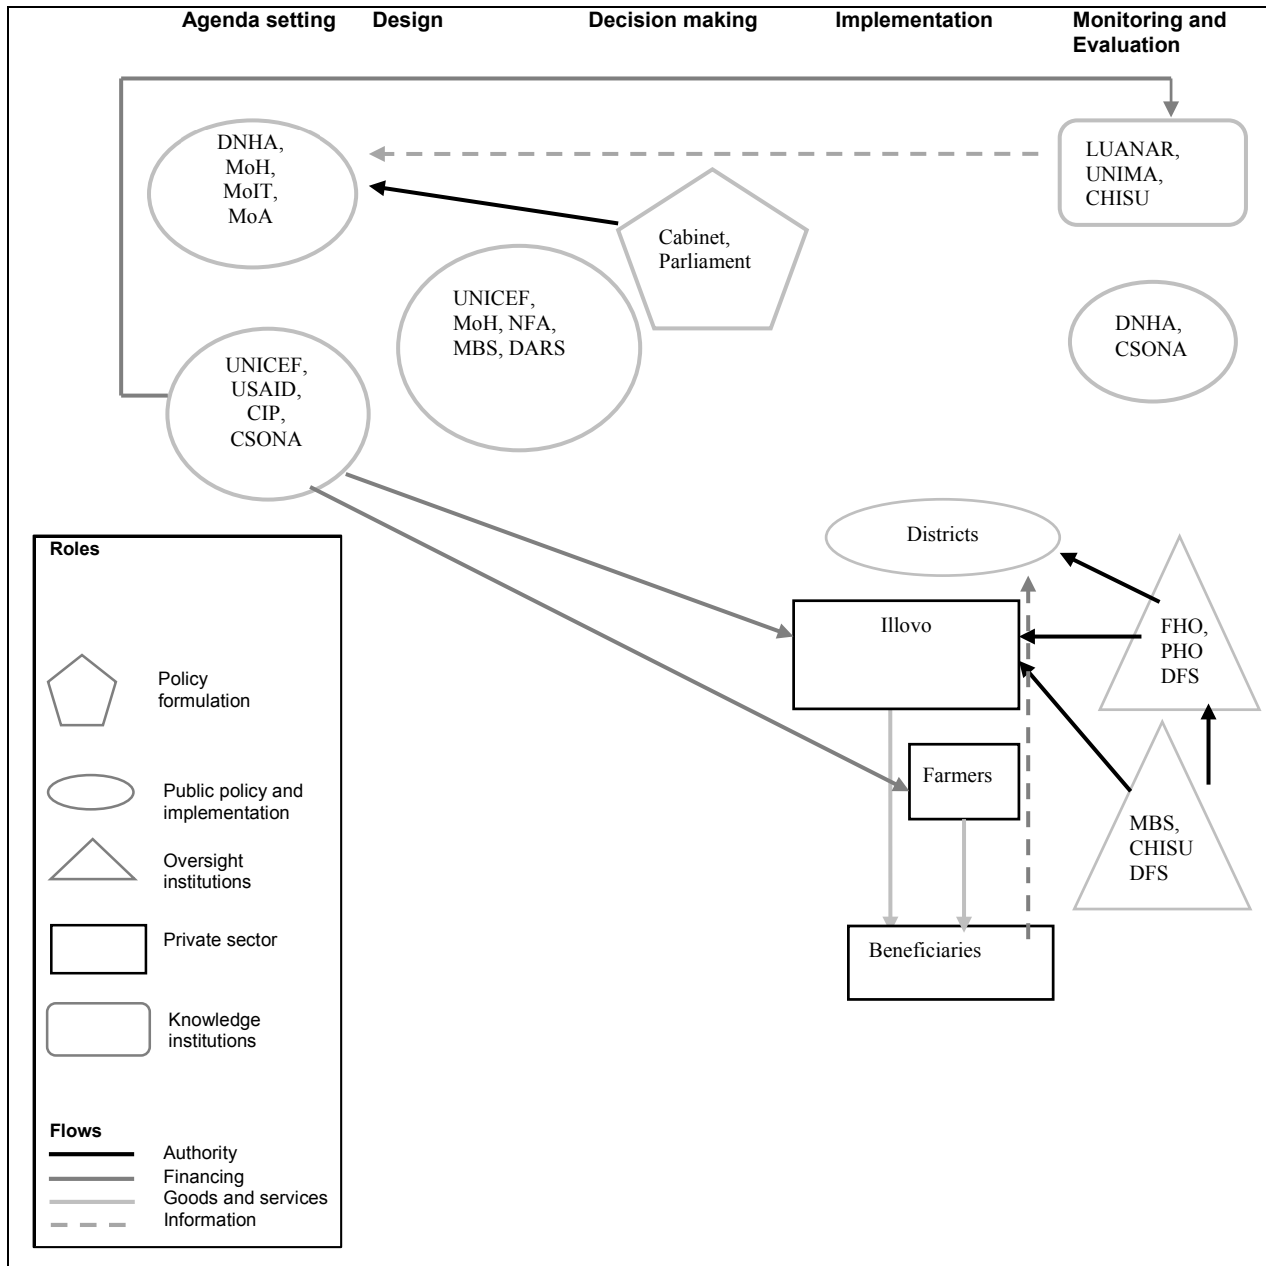 Agenda setting
Design
Decision making
Implementation
Monitoring and
Evaluation
DNHA,
MoH,
MoIT,
MoA
LUANAR,
UNIMA,
CHISU
Cabinet,
Parliament
UNICEF,
MoH, NFA,
MBS, DARS
DNHA,
CSONA
UNICEF,
USAID,
CIP,
CSONA
Districts
Illovo
FHO,
PHO
DFS
Farmers
MBS,
CHISU
DFS
Beneficiaries
Roles
Policy
formulation
Public policy and
implementation
Oversight
institutions
Private sector
Knowledge
institutions
Flows
Authority
Financing
Goods and services
Information